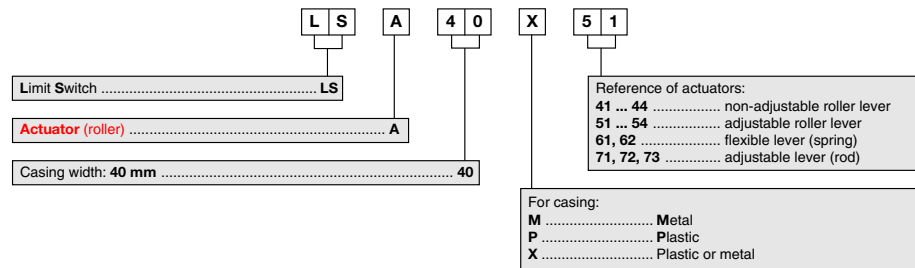 L S A 4 0 X 5 1
Limit Switch ................................................. LS
Actuator (roller) .................................................... A
Casing width: 40 mm ........................................................... 40
Reference of actuators:
41 ... 44 ................. non-adjustable roller lever
51 ... 54 ................. adjustable roller lever
61, 62 .................... flexible lever (spring)
71, 72, 73 .............. adjustable lever (rod)
For casing:
M ........................... Metal
P ............................ Plastic
X ............................ Plastic or metal